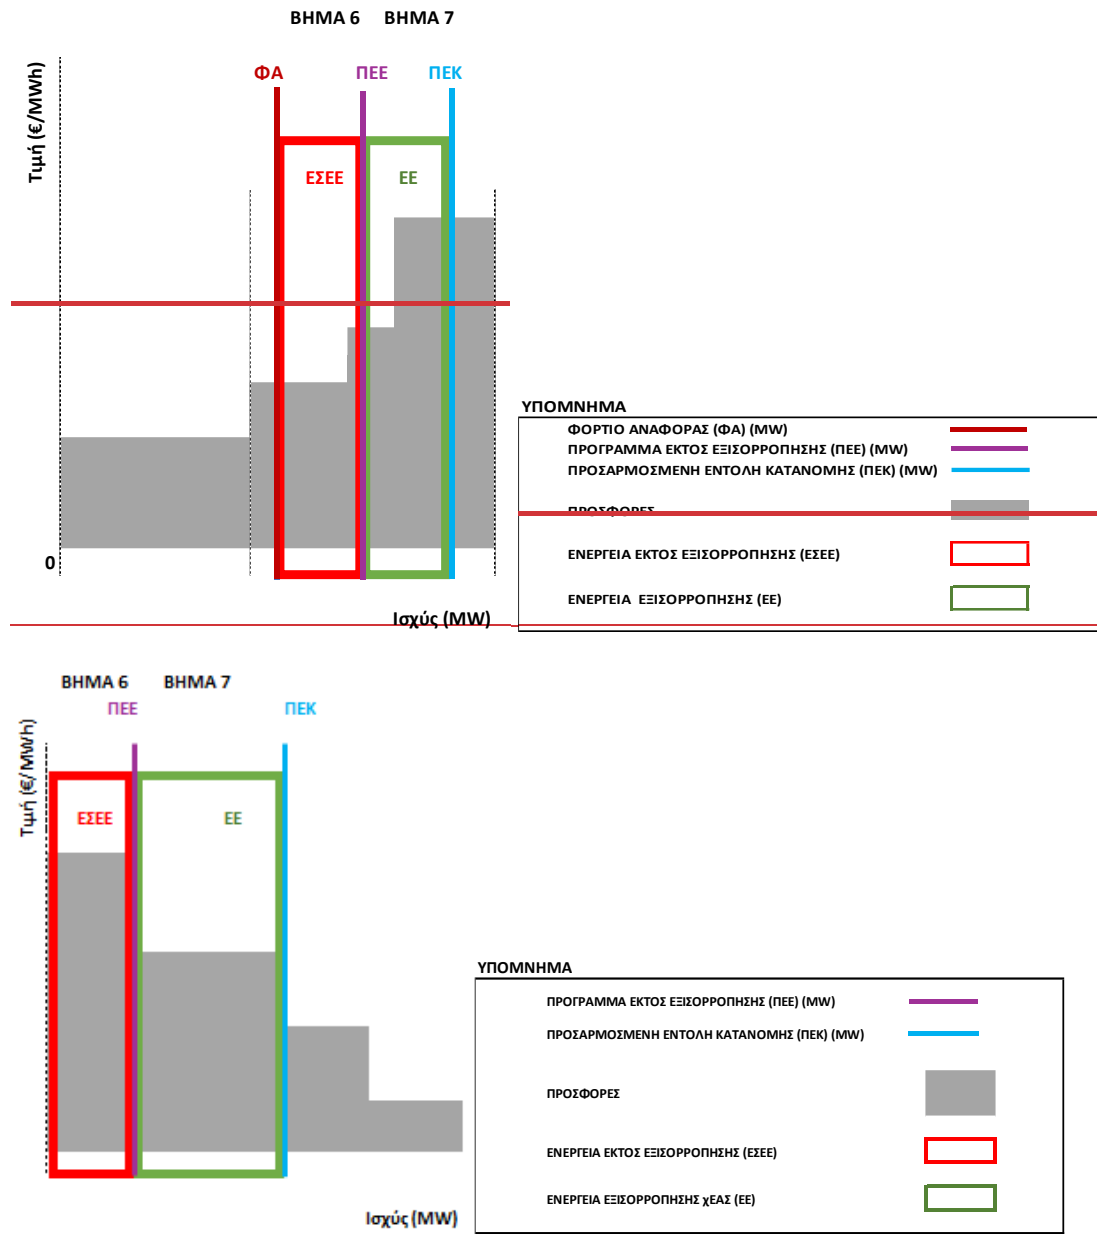 ΒΗΜΑ 6 ΒΗΜΑ 7
ΦΑ ΠΕΕ ΠΕΚ
Τιμή (€/MWh)
ΕΣΕΕ ΕΕ
0
Ισχύς (MW)
ΥΠΟΜΝΗΜΑ
ΦΟΡΤΙΟ ΑΝΑΦΟΡΑΣ (ΦΑ) (MW)
ΠΡΟΓΡΑΜΜΑ ΕΚΤΟΣ ΕΞΙΣΟΡΡΟΠΗΣΗΣ (ΠΕΕ) (MW)
ΠΡΟΣΑΡΜΟΣΜΕΝΗ ΕΝΤΟΛΗ ΚΑΤΑΝΟΜΗΣ (ΠΕΚ) (MW)
ΠΡΟΣΦΟΡΕΣ
ΕΝΕΡΓΕΙΑ ΕΚΤΟΣ ΕΞΙΣΟΡΡΟΠΗΣΗΣ (ΕΣΕΕ)
ΕΝΕΡΓΕΙΑ ΕΞΙΣΟΡΡΟΠΗΣΗΣ (ΕΕ)
ΒΗΜΑ 6 ΒΗΜΑ 7
ΠΕΕ ΠΕΚ
Τιμή (€/MWh)
ΕΣΕΕ ΕΕ
Ισχύς (MW)
ΥΠΟΜΝΗΜΑ
ΠΡΟΓΡΑΜΜΑ ΕΚΤΟΣ ΕΞΙΣΟΡΡΟΠΗΣΗΣ (ΠΕΕ) (MW)
ΠΡΟΣΑΡΜΟΣΜΕΝΗ ΕΝΤΟΛΗ ΚΑΤΑΝΟΜΗΣ (ΠΕΚ) (MW)
ΠΡΟΣΦΟΡΕΣ
ΕΝΕΡΓΕΙΑ ΕΚΤΟΣ ΕΞΙΣΟΡΡΟΠΗΣΗΣ (ΕΣΕΕ)
ΕΝΕΡΓΕΙΑ ΕΞΙΣΟΡΡΟΠΗΣΗΣ χΕΑΣ (ΕΕ)